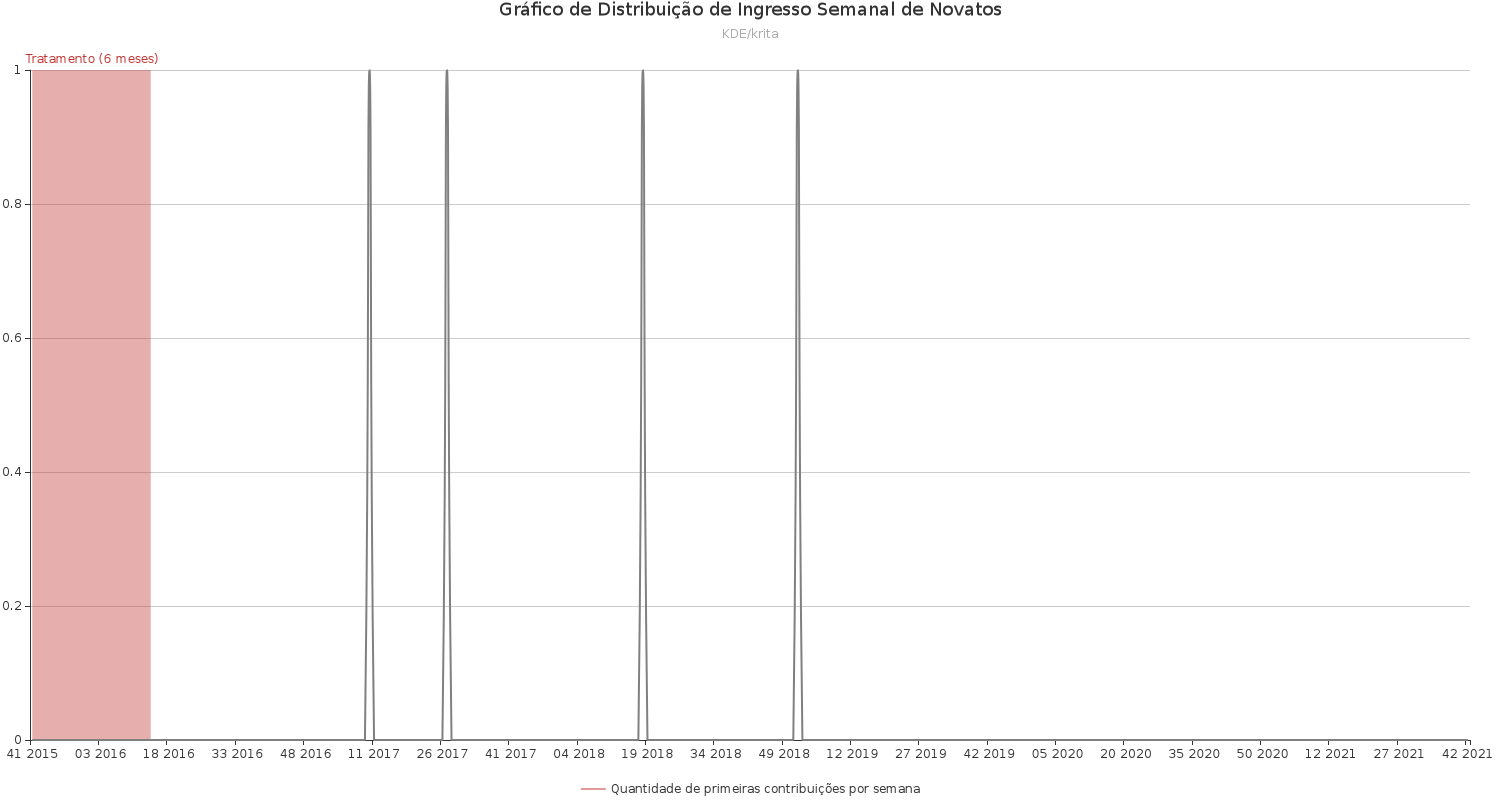 Gráfico de Distribuição de Ingresso Semanal de Novatos
KDE/krita
Tratamento (6 meses)
1
0.8
0.6
0.4
0.2
0
41 2015 03 2016 18 2016 33 2016 48 2016 11 2017 26 2017 41 2017 04 2018 19 2018 34 2018 49 2018 12 2019 27 2019 42 2019 05 2020 20 2020 35 2020 50 2020 12 2021 27 2021 42 2021
Quantidade de primeiras contribuições por semana